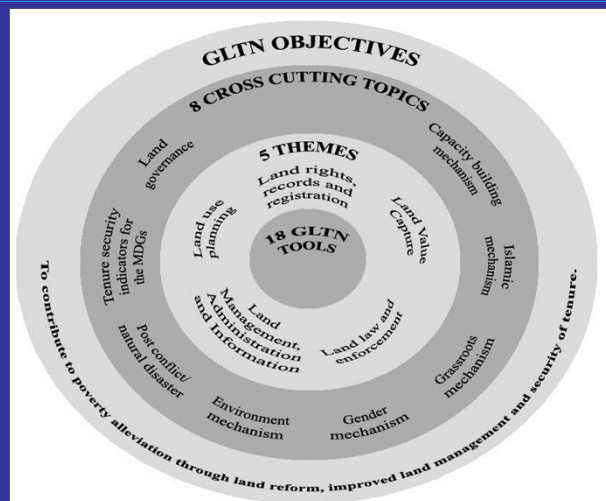 GLTN OBJECTIVES
8 CROSS CUTTING TOPICS
Land
governance
Capacity building
mechanism
5 THEMES
Land rights,
records and
registration
Land use
planning
Land Value
Capture
18 GLTN
TOOLS
Tenure security
indicators for
the MDGs
Islamic
mechanism
Land
Management,
Administration
and Information
Land law and
enforcement
Post conflict/
natural disaster
Grassroots
mechanism
Environment
mechanism
Gender
mechanism
To contribute to poverty alleviation through land reform, improved land management and security of tenure.